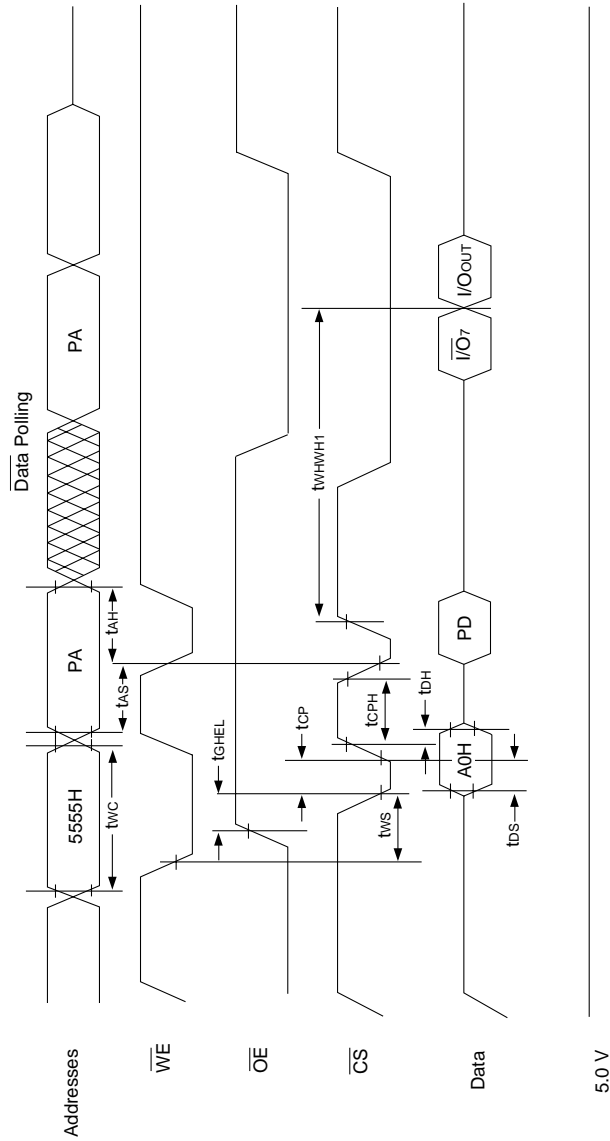 Data Polling
Addresses
5555H
PA
PA
tWC
tAS
tAH
WE
OE
tGHEL
CS
tWS
tCP
tCPH
tWHWH1
Data
A0H
PD
I/O7
I/OOUT
tDS
tDH
5.0 V